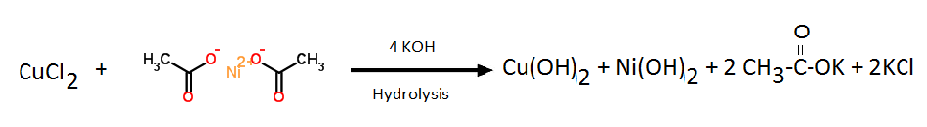 CuCl2 + H3C O O- Ni2+ O- O CH3 4 KOH Hydrolysis Cu(OH)2 + Ni(OH)2 + 2 CH3-C-OK + 2KCl O